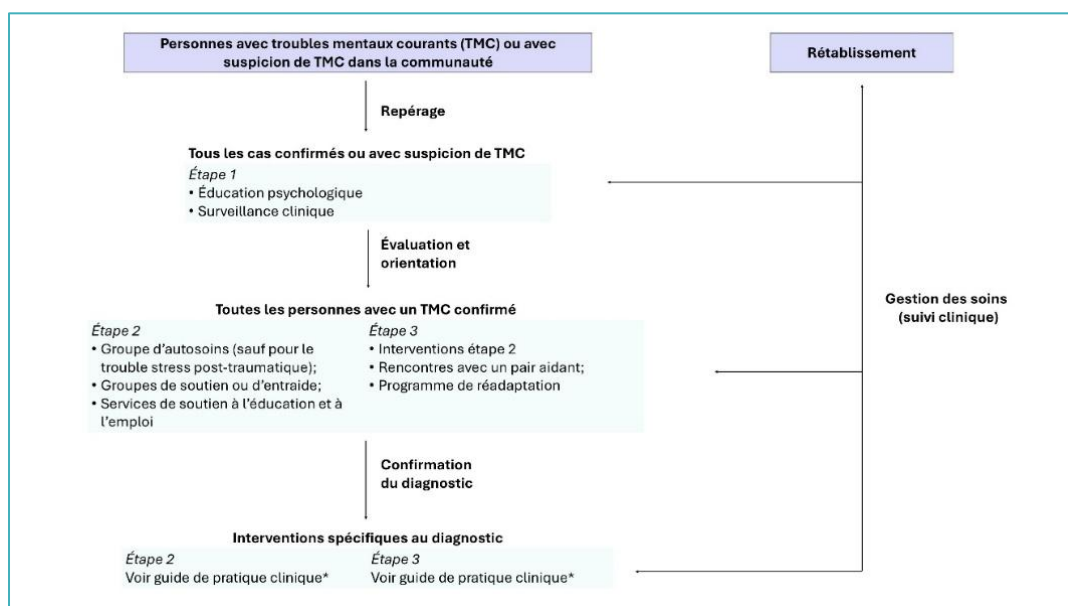 Personnes avec troubles mentaux courants (TMC) ou avec
suspicion de TMC dans la communauté
Rétablissement
Repérage
Tous les cas confirmés ou avec suspicion de TMC
Étape 1
• Éducation psychologique
• Surveillance clinique
Évaluation et
orientation
Toutes les personnes avec un TMC confirmé
Étape 2
• Groupe d'autosoins (sauf pour le
trouble stress post-traumatique);
• Groupes de soutien ou d'entraide;
• Services de soutien à l'éducation et à
l'emploi
Étape 3
• Interventions étape 2
• Rencontres avec un pair aidant;
• Programme de réadaptation
Gestion des soins
(suivi clinique)
Confirmation
du diagnostic
Interventions spécifiques au diagnostic
Étape 2
Voir guide de pratique clinique*
Étape 3
Voir guide de pratique clinique*